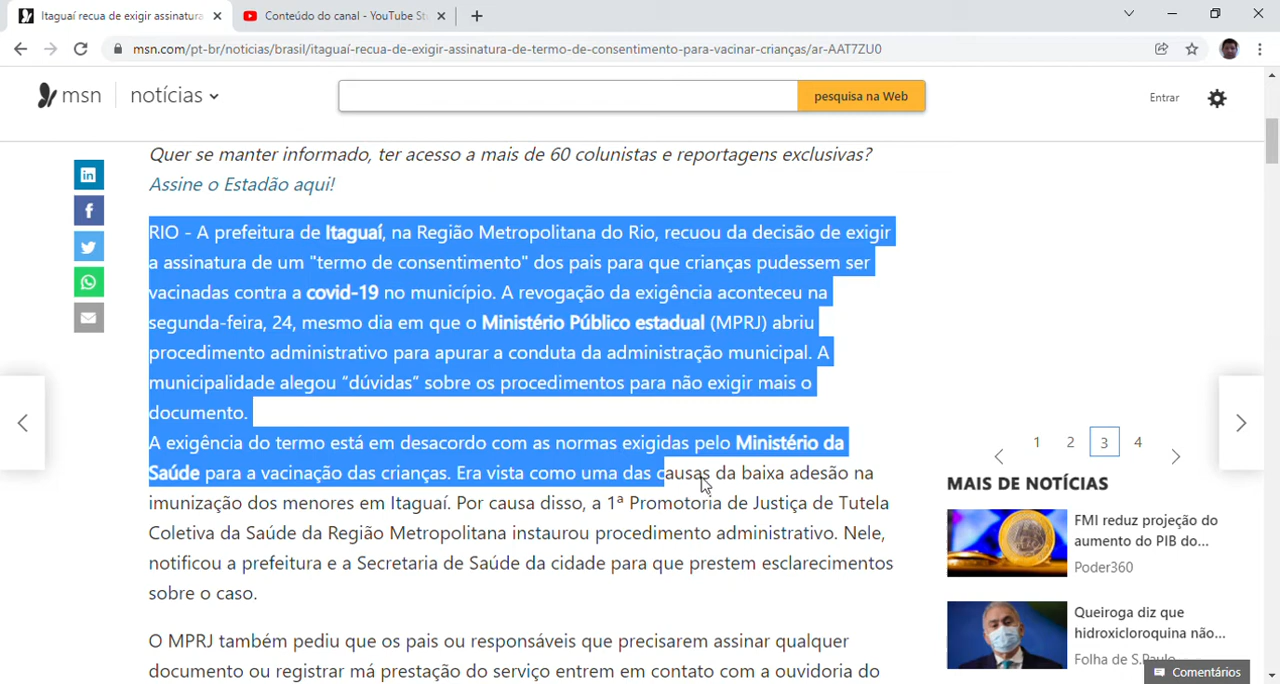 Itaguaí recua de exigir assinatura
Conteúdo do canal - YouTube St
msn.com/pt-br/noticias/brasil/itaguaí-recua-de-exigir-assinatura-de-termo-de-consentimento-para-vacinar-crianças/ar-AAT7ZU0
msn
notícias
pesquisa na Web
Entrar
Quer se manter informado, ter acesso a mais de 60 colunistas e reportagens exclusivas?
Assine o Estadão aqui!
RIO - A prefeitura de Itaguaí, na Região Metropolitana do Rio, recuou da decisão de exigir
a assinatura de um "termo de consentimento" dos pais para que crianças pudessem ser
vacinadas contra a covid-19 no município. A revogação da exigência aconteceu na
segunda-feira, 24, mesmo dia em que o Ministério Público estadual (MPRJ) abriu
procedimento administrativo para apurar a conduta da administração municipal. A
municipalidade alegou “dúvidas” sobre os procedimentos para não exigir mais o
documento.
A exigência do termo está em desacordo com as normas exigidas pelo Ministério da
Saúde para a vacinação das crianças. Era vista como uma das causas da baixa adesão na
imunização dos menores em Itaguaí. Por causa disso, a 1ª Promotoria de Justiça de Tutela
Coletiva da Saúde da Região Metropolitana instaurou procedimento administrativo. Nele,
notificou a prefeitura e a Secretaria de Saúde da cidade para que prestem esclarecimentos
sobre o caso.
O MPRJ também pediu que os pais ou responsáveis que precisarem assinar qualquer
documento ou registrar má prestação do serviço entrem em contato com a ouvidoria do
1 2 3 4
MAIS DE NOTÍCIAS
FMI reduz projeção do
aumento do PIB do...
Poder360
Queiroga diz que
hidroxicloroquina não...
Folha de S.Paulo
Comentários